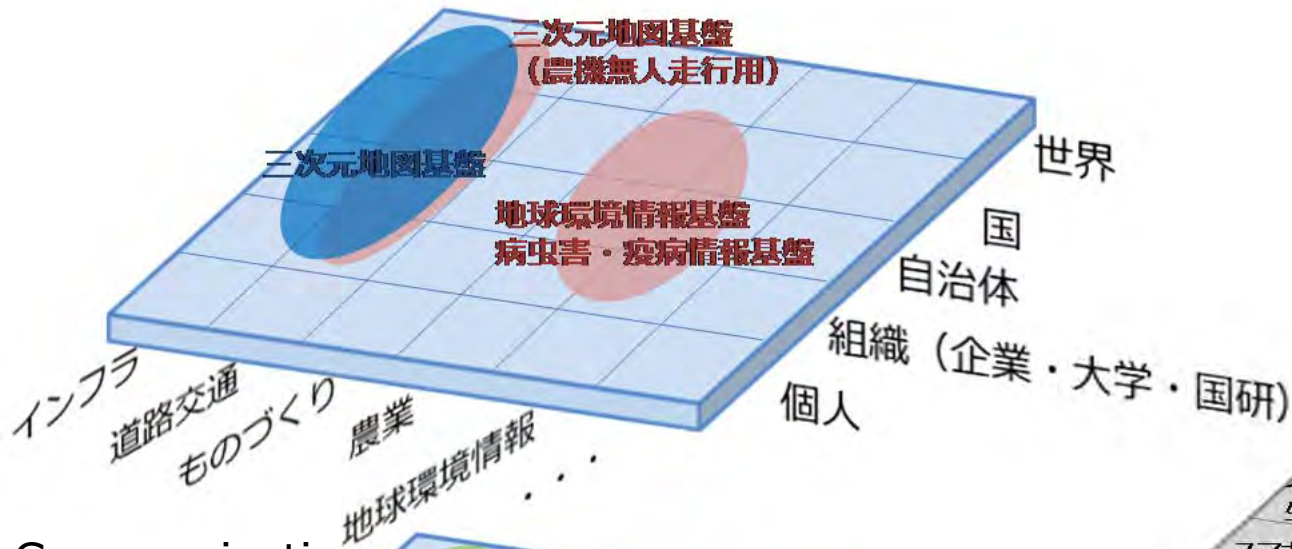 三次元地図基盤
（農機無人走行用）
三次元地図基盤
地球環境情報基盤
病虫害・疫病情報基盤
世界
国
自治体
組織（企業・大学・国研）
個人
インフラ
道路交通
ものづくり
農業
地球環境情報
・・・